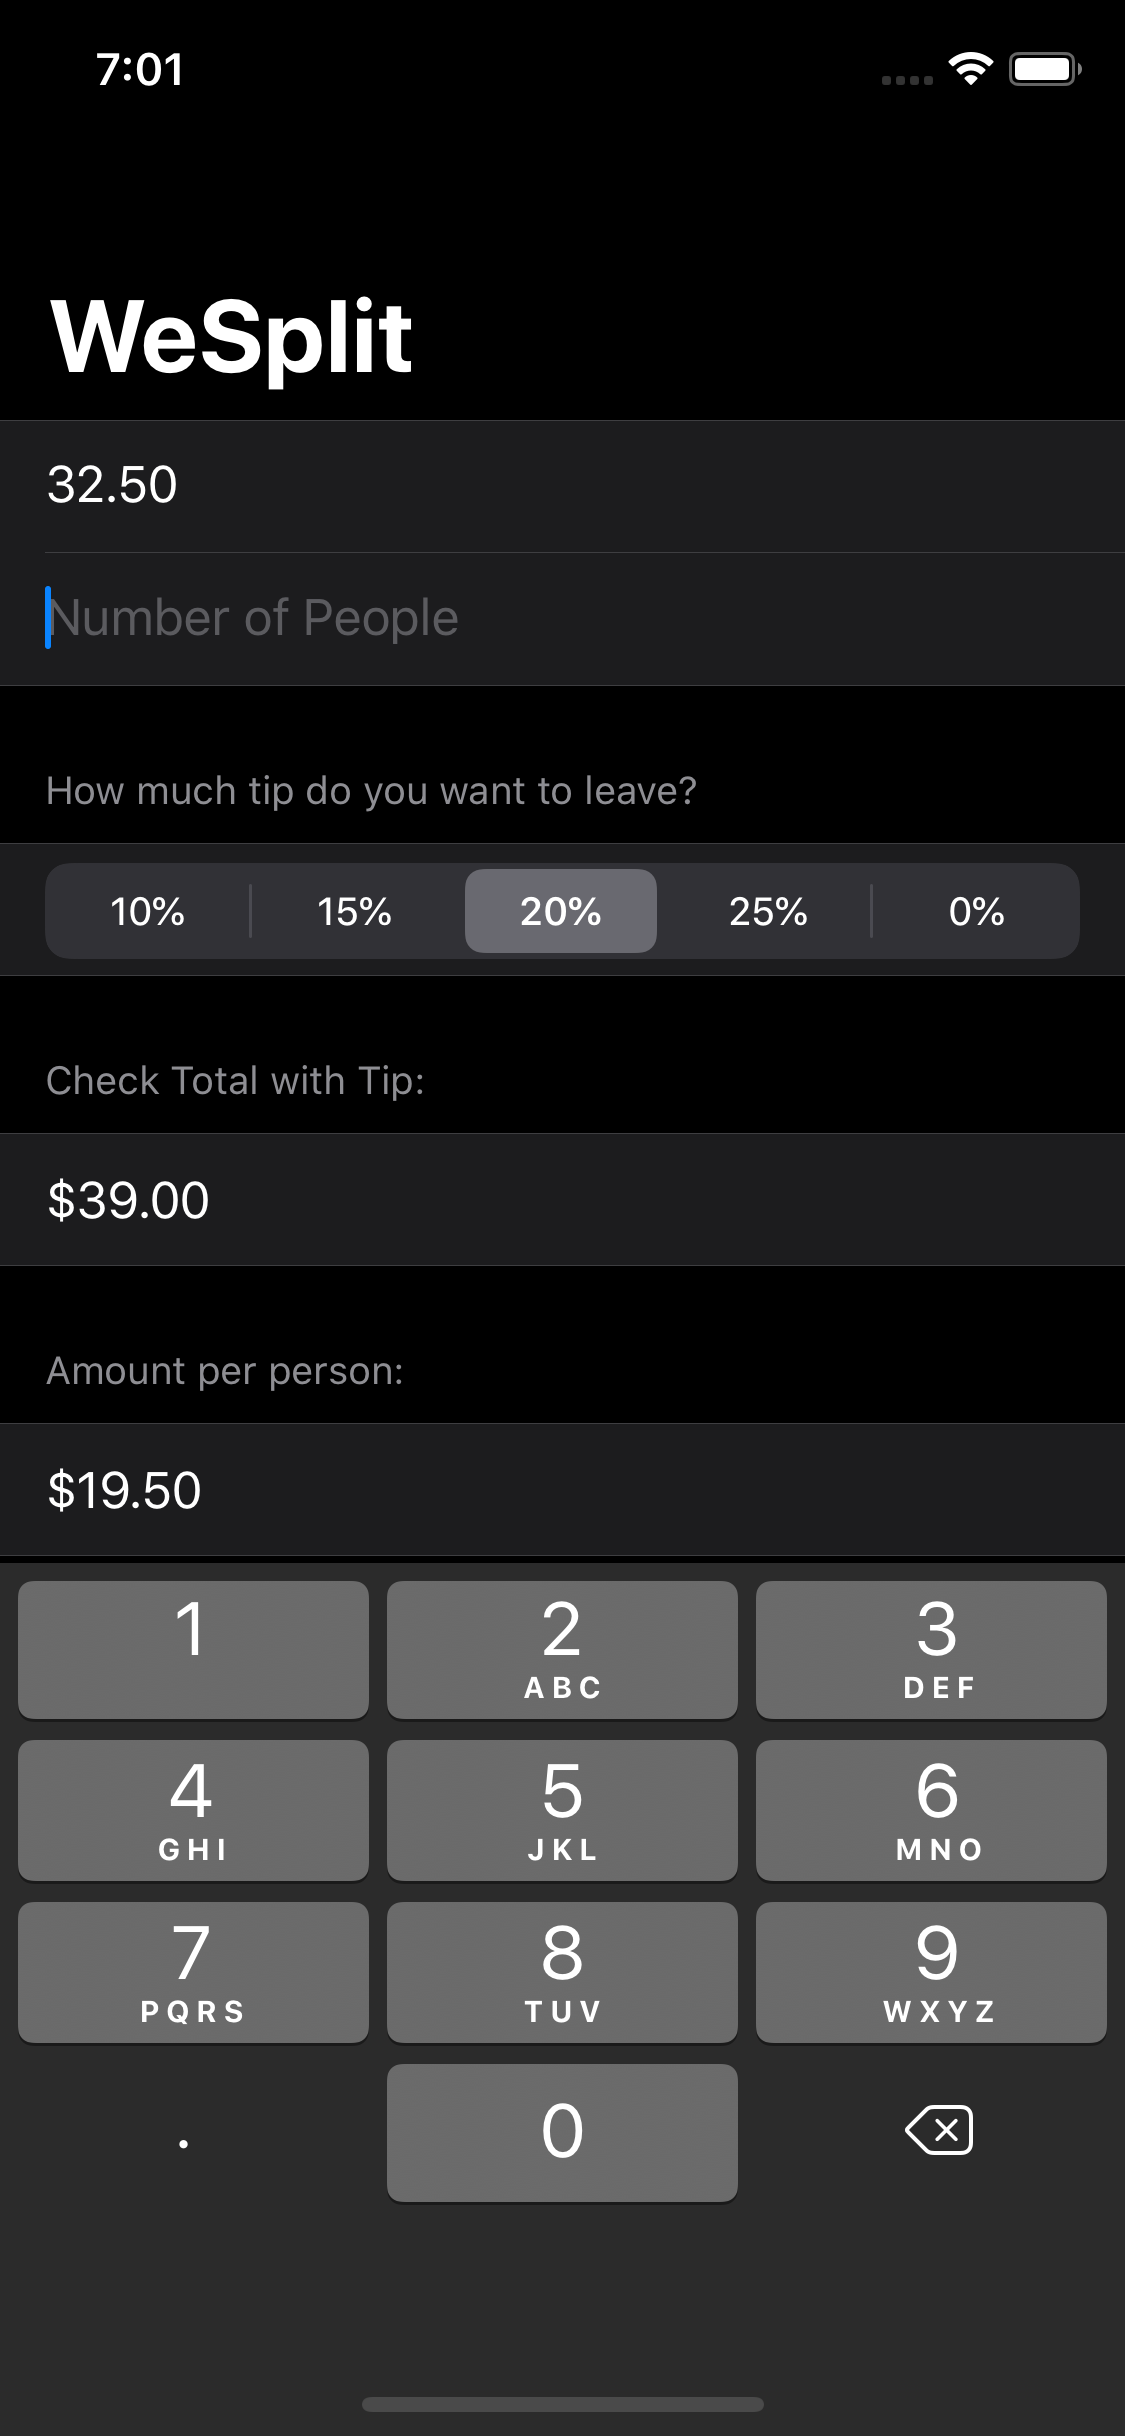 7:01
WeSplit
32.50
Number of People
How much tip do you want to leave?
10% 15% 20% 25% 0%
Check Total with Tip:
$39.00
Amount per person:
$19.50
1 2 3
ABC DEF
4 5 6
GHI JKL MNO
7 8 9
PQRS TUV WXYZ
. 0